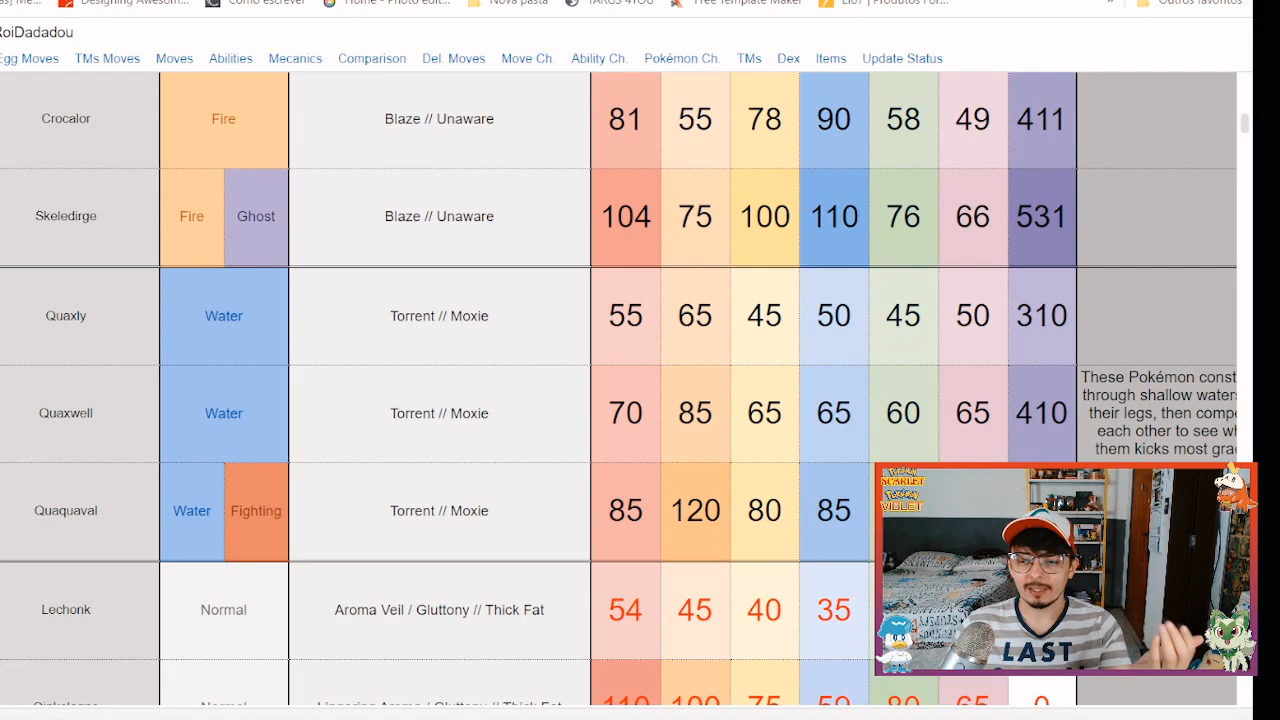 Designing Awesom...
Como escrever
Home - Photo edit...
Nova pasta
TARGS 4YOU
Free Template Maker
Outros favoritos
RoiDadadou
Egg Moves TMs Moves Moves Abilities Mecanics Comparison Del. Moves Move Ch. Ability Ch. Pokémon Ch. TMs Dex Items Update Status
Crocalor Fire Blaze // Unaware 81 55 78 90 58 49 411
Skeledirge Fire Ghost Blaze // Unaware 104 75 100 110 76 66 531
Quaxly Water Torrent // Moxie 55 65 45 50 45 50 310
Quaxwell Water Torrent // Moxie 70 85 65 65 60 65 410
These Pokémon const
through shallow waters
their legs, then compe
each other to see wh
them kicks most grac
Quaquaval Water Fighting Torrent // Moxie 85 120 80 85
Lechonk Normal Aroma Veil / Gluttony // Thick Fat 54 45 40 35
POKÉMON
SCARLET
POKÉMON
VIOLET
LAST